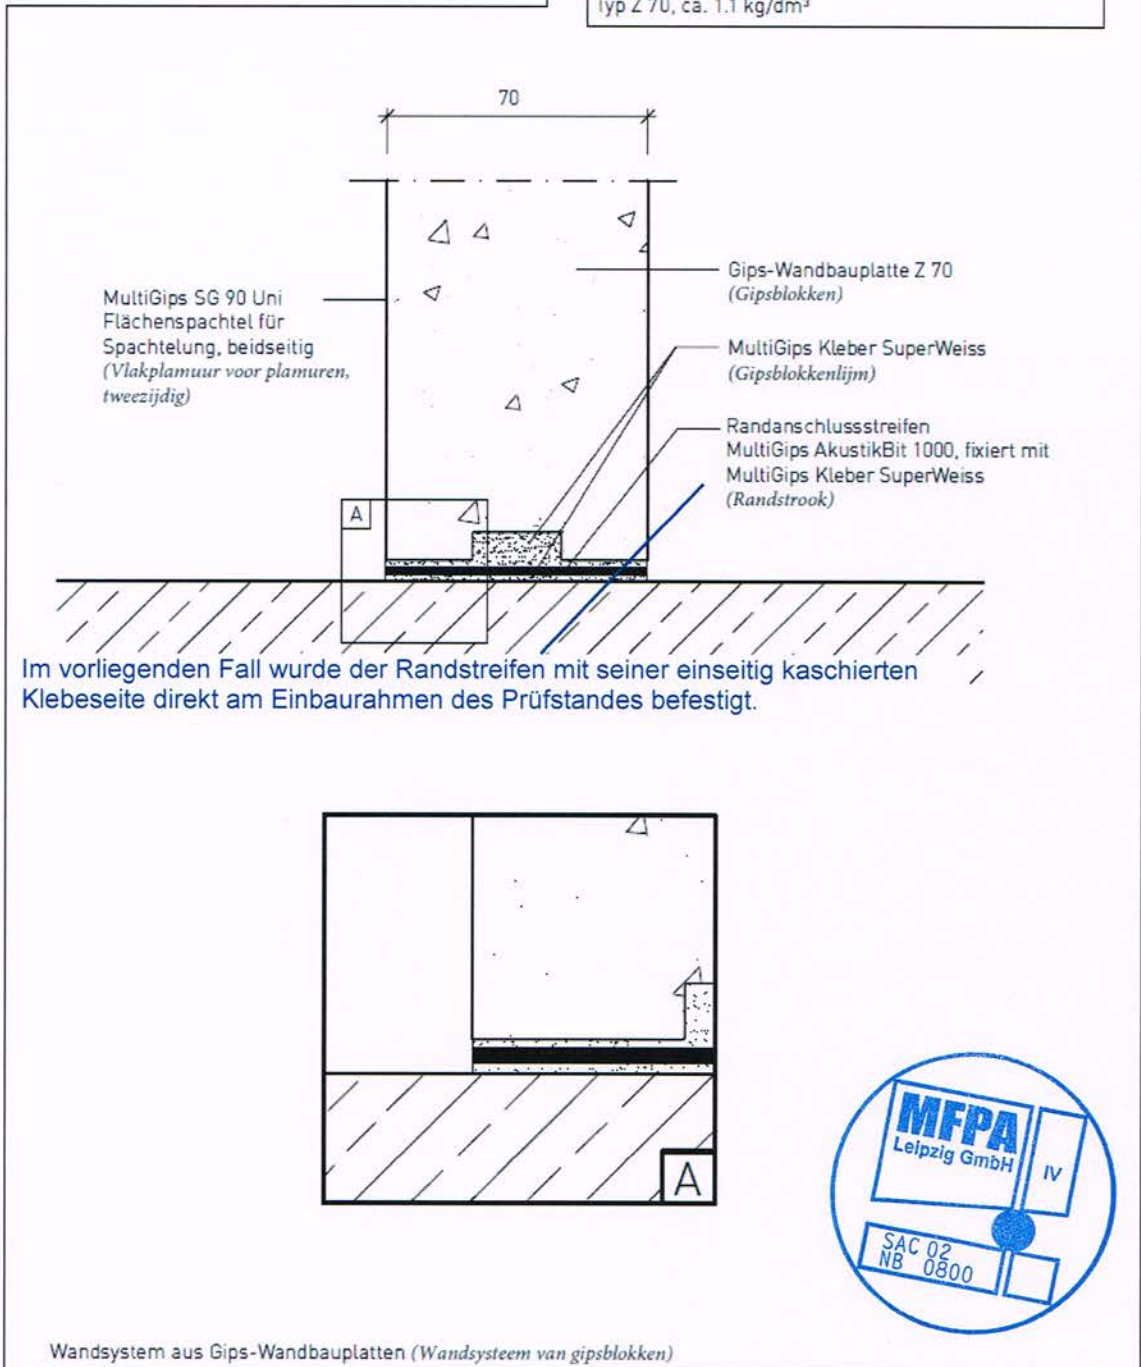 Typ Z 70, ca. 1.1 kg/dm³
70
MultiGips SG 90 Uni
Flächenspachtel für
Spachtelung, beidseitig
(Vlakplamuur voor plamuren,
tweezijdig)
Gips-Wandbauplatte Z 70
(Gipsblokken)
MultiGips Kleber SuperWeiss
(Gipsblokkenlijm)
Randanschlussstreifen
MultiGips AkustikBit 1000, fixiert mit
MultiGips Kleber SuperWeiss
(Randstrook)
A
Im vorliegenden Fall wurde der Randstreifen mit seiner einseitig kaschierten
Klebeseite direkt am Einbaurahmen des Prüfstandes befestigt.
A
MFPA
Leipzig GmbH
IV
SAC 02
NB 0800
Wandsystem aus Gips-Wandbauplatten (Wandsysteem van gipsblokken)